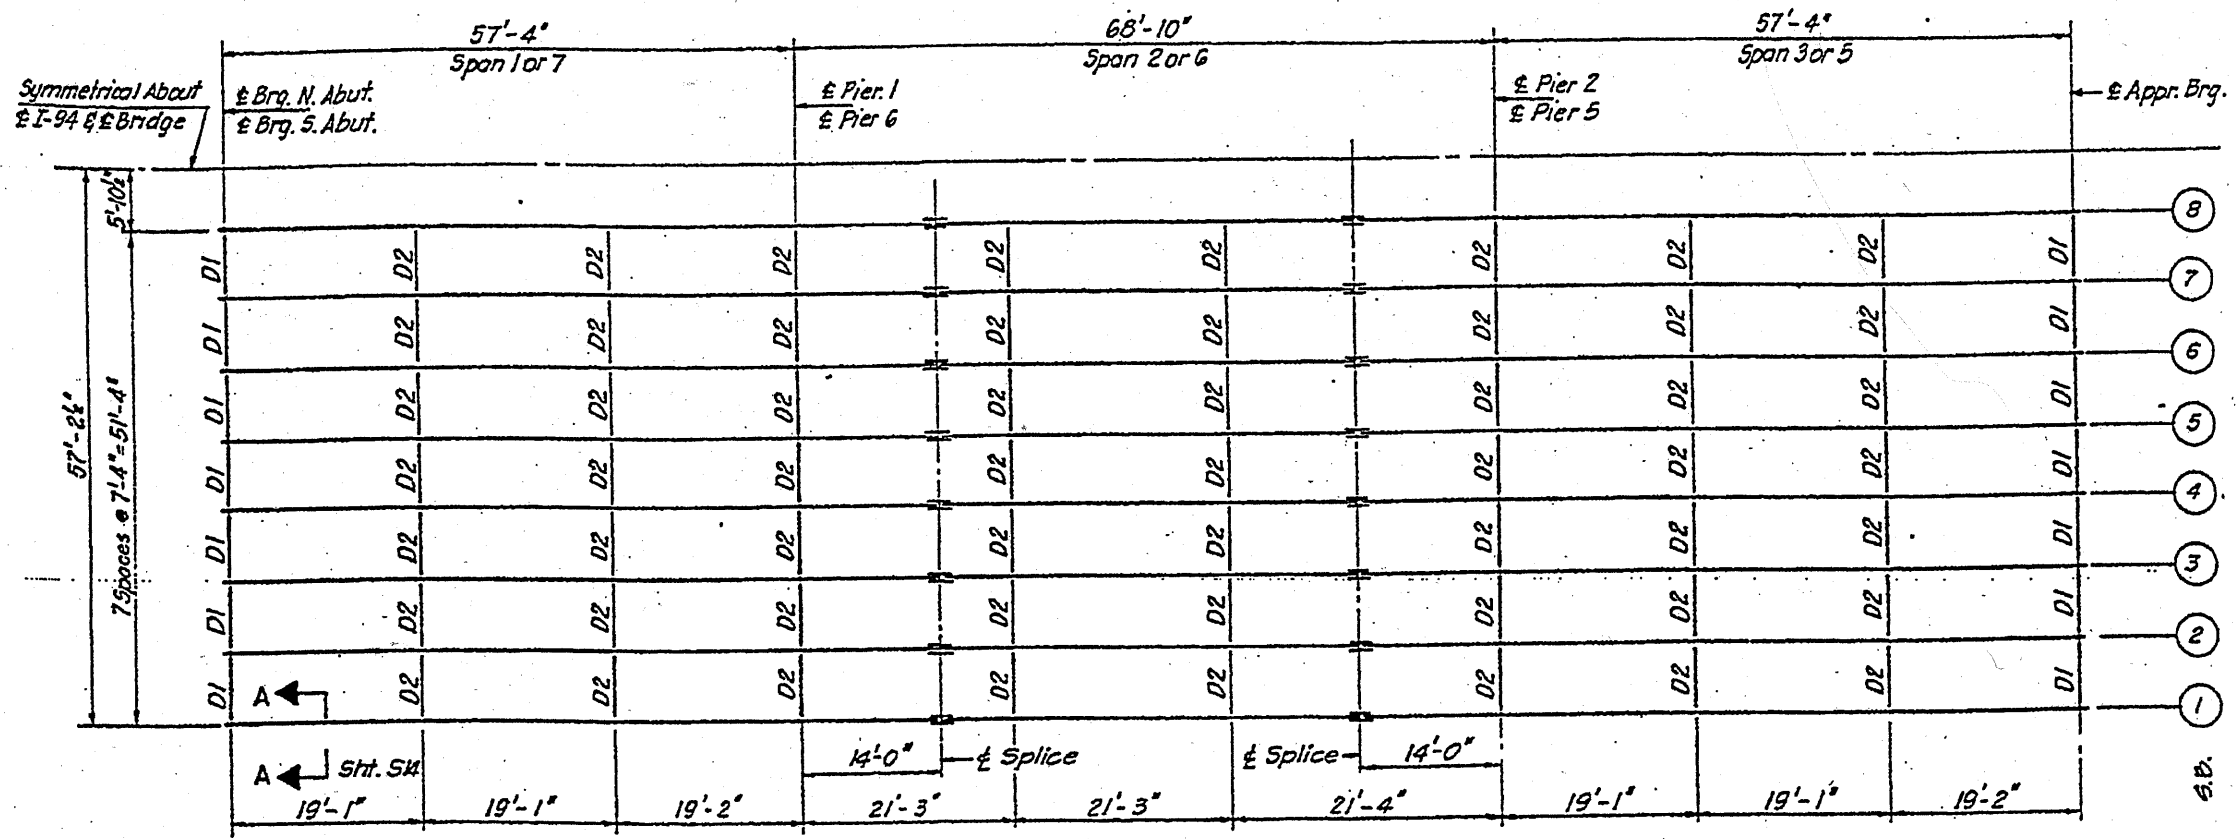 57'-4"
68'-10"
57'-4"
Span 1 or 7
Span 2 or 6
Span 3 or 5
Symmetrical About
℄ I-94 & ℄ Bridge
℄ Brg. N. Abut.
℄ Brg. S. Abut.
℄ Pier. 1
℄ Pier 6
℄ Pier 2
℄ Pier 5
℄ Appr. Brg.
5'-10½"
57'-2½"
7 Spaces @ 7'-4" = 51'-4"
8
D1 D2 D2 D2 D2 D2 D2 D2 D2 D1
7
D1 D2 D2 D2 D2 D2 D2 D2 D2 D1
6
D1 D2 D2 D2 D2 D2 D2 D2 D2 D1
5
D1 D2 D2 D2 D2 D2 D2 D2 D2 D1
4
D1 D2 D2 D2 D2 D2 D2 D2 D2 D1
3
D1 D2 D2 D2 D2 D2 D2 D2 D2 D1
2
D1 D2 D2 D2 D2 D2 D2 D2 D2 D1
1
A
A Sht. S14
14'-0"
℄ Splice
℄ Splice
14'-0"
19'-1" 19'-1" 19'-2" 21'-3" 21'-3" 21'-4" 19'-1" 19'-1" 19'-2"
S.B.